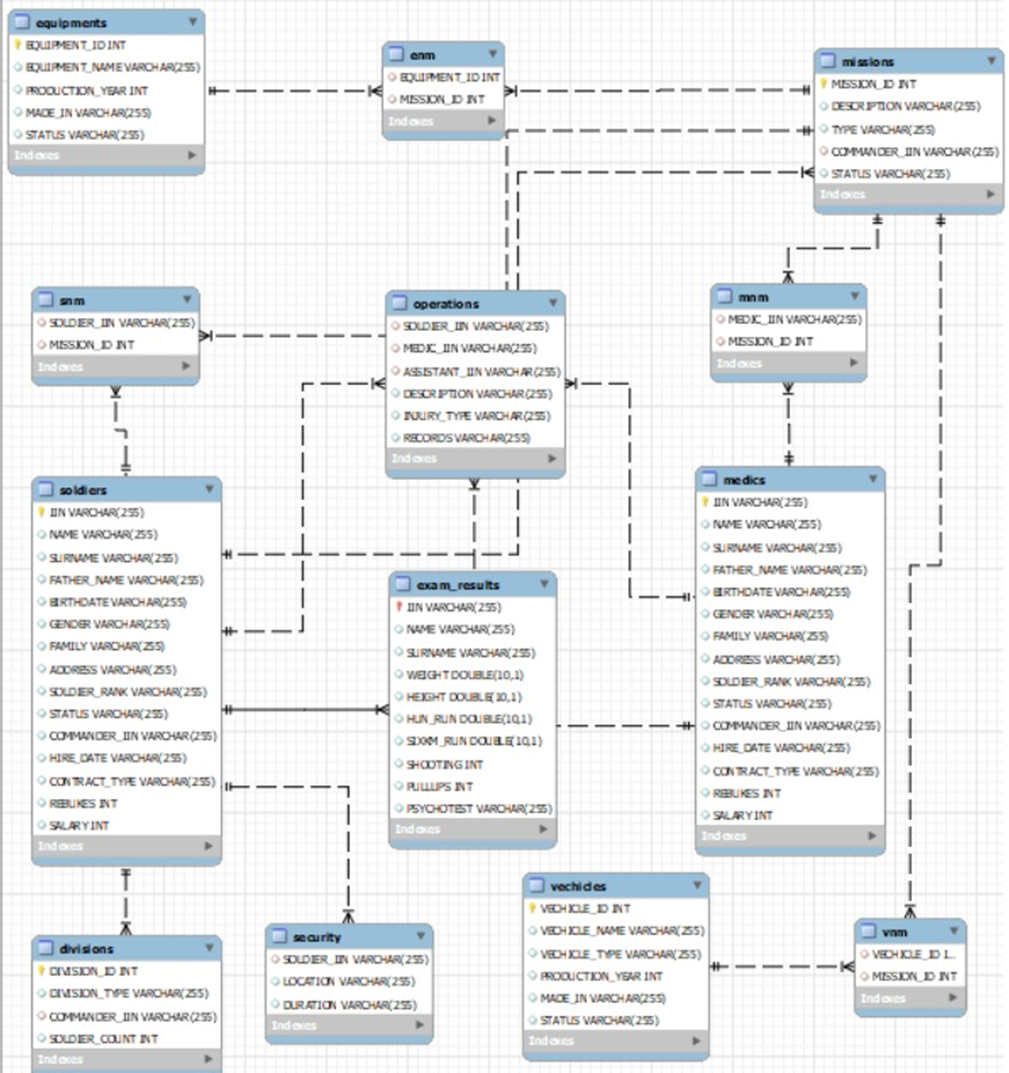 equipments
EQUIPMENT_ID INT
EQUIPMENT_NAME VARCHAR(255)
PRODUCTION_YEAR INT
MADE_IN VARCHAR(255)
STATUS VARCHAR(255)
Indexes
enm
EQUIPMENT_ID INT
MISSION_ID INT
Indexes
missions
MISSION_ID INT
DESCRIPTION VARCHAR(255)
TYPE VARCHAR(255)
COMMANDER_IIN VARCHAR(255)
STATUS VARCHAR(255)
Indexes
snm
SOLDIER_IIN VARCHAR(255)
MISSION_ID INT
Indexes
operations
SOLDIER_IIN VARCHAR(255)
MEDIC_IIN VARCHAR(255)
ASSISTANT_IIN VARCHAR(255)
DESCRIPTION VARCHAR(255)
INJURY_TYPE VARCHAR(255)
RECORDS VARCHAR(255)
Indexes
mnm
MEDIC_IIN VARCHAR(255)
MISSION_ID INT
Indexes
soldiers
IIN VARCHAR(255)
NAME VARCHAR(255)
SURNAME VARCHAR(255)
FATHER_NAME VARCHAR(255)
BIRTHDATE VARCHAR(255)
GENDER VARCHAR(255)
FAMILY VARCHAR(255)
ADDRESS VARCHAR(255)
SOLDIER_RANK VARCHAR(255)
STATUS VARCHAR(255)
COMMANDER_IIN VARCHAR(255)
HIRE_DATE VARCHAR(255)
CONTRACT_TYPE VARCHAR(255)
REBUKES INT
SALARY INT
Indexes
exam_results
IIN VARCHAR(255)
NAME VARCHAR(255)
SURNAME VARCHAR(255)
WEIGHT DOUBLE(10,1)
HEIGHT DOUBLE(10,1)
HUN_RUN DOUBLE(10,1)
SIXKM_RUN DOUBLE(10,1)
SHOOTING INT
PULLUPS INT
PSYCHOTEST VARCHAR(255)
Indexes
medics
IIN VARCHAR(255)
NAME VARCHAR(255)
SURNAME VARCHAR(255)
FATHER_NAME VARCHAR(255)
BIRTHDATE VARCHAR(255)
GENDER VARCHAR(255)
FAMILY VARCHAR(255)
ADDRESS VARCHAR(255)
SOLDIER_RANK VARCHAR(255)
STATUS VARCHAR(255)
COMMANDER_IIN VARCHAR(255)
HIRE_DATE VARCHAR(255)
CONTRACT_TYPE VARCHAR(255)
REBUKES INT
SALARY INT
Indexes
divisions
DIVISION_ID INT
DIVISION_TYPE VARCHAR(255)
COMMANDER_IIN VARCHAR(255)
SOLDIER_COUNT INT
Indexes
security
SOLDIER_IIN VARCHAR(255)
LOCATION VARCHAR(255)
DURATION VARCHAR(255)
Indexes
vechicles
VECHICLE_ID INT
VECHICLE_NAME VARCHAR(255)
VECHICLE_TYPE VARCHAR(255)
PRODUCTION_YEAR INT
MADE_IN VARCHAR(255)
STATUS VARCHAR(255)
Indexes
vnm
VECHICLE_ID I...
MISSION_ID INT
Indexes